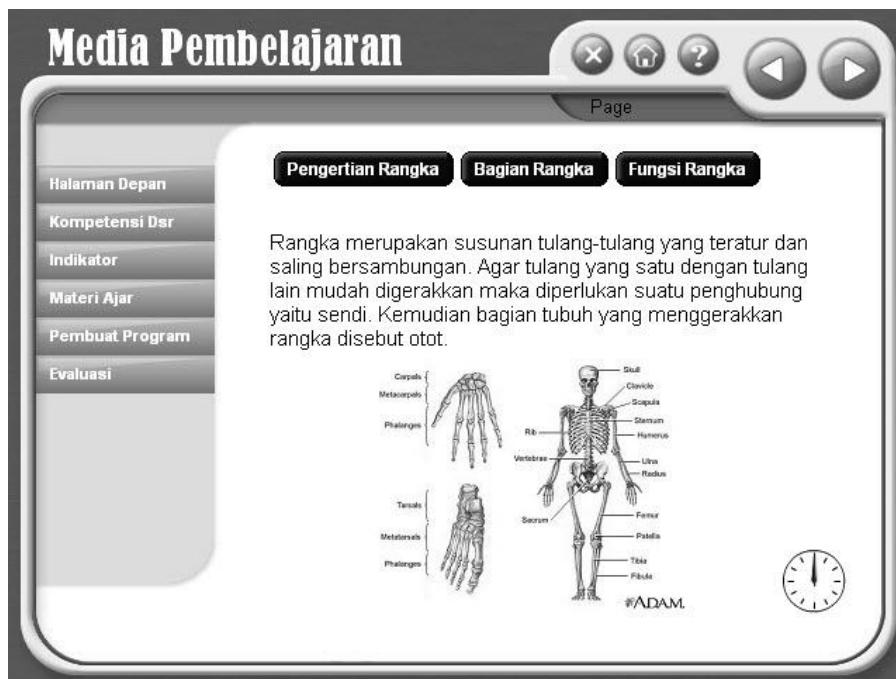 Media Pembelajaran
Page
Halaman Depan
Kompetensi Dsr
Indikator
Materi Ajar
Pembuat Program
Evaluasi
Pengertian Rangka
Bagian Rangka
Fungsi Rangka
Rangka merupakan susunan tulang-tulang yang teratur dan
saling bersambungan. Agar tulang yang satu dengan tulang
lain mudah digerakkan maka diperlukan suatu penghubung
yaitu sendi. Kemudian bagian tubuh yang menggerakkan
rangka disebut otot.
Carpals
Metacarpals
Phalanges
Tarsals
Metatarsals
Phalanges
Skull
Clavicle
Scapula
Sternum
Rib
Humerus
Vertebrae
Ulna
Radius
Sacrum
Femur
Patella
Tibia
Fibula
ADAM.